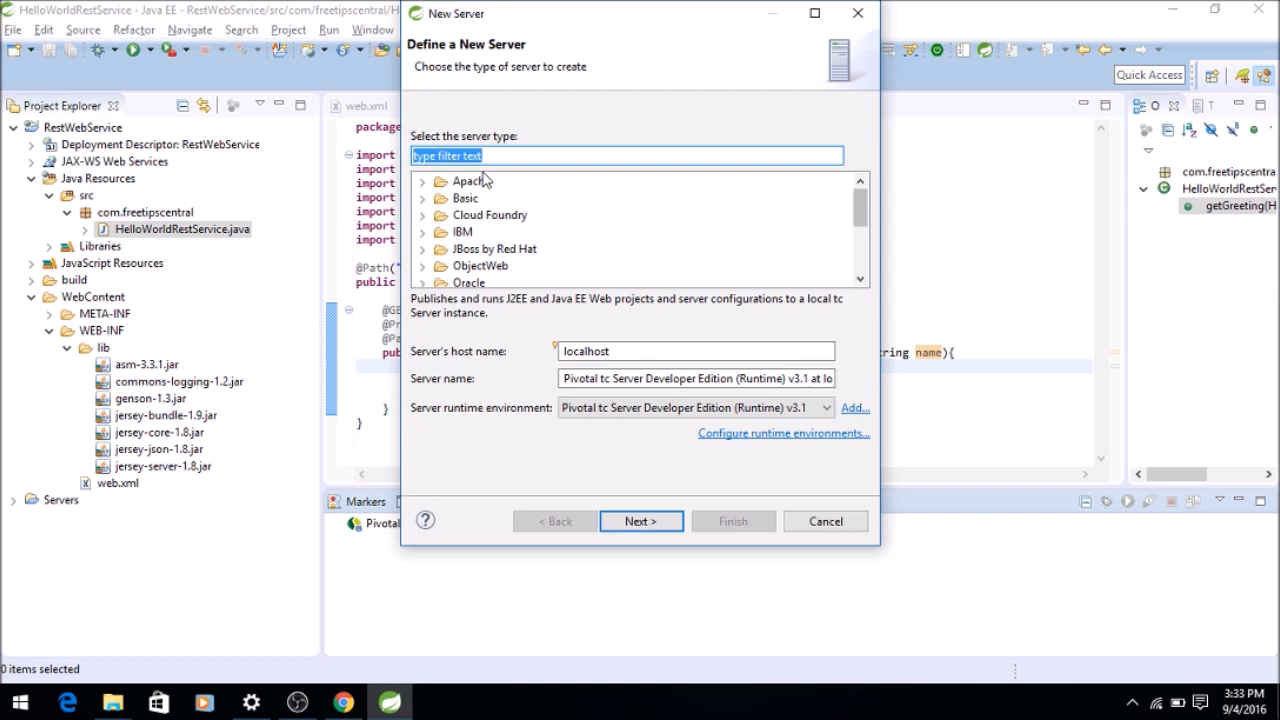 HelloWorldRestService - Java EE - RestWebService/src/com/freetipscentral/H
New Server
File Edit Source Refactor Navigate Search Project Run Window
Define a New Server
Choose the type of server to create
Quick Access
Project Explorer
web.xml
O
T
RestWebService
Deployment Descriptor: RestWebService
JAX-WS Web Services
Java Resources
src
com.freetipscentral
HelloWorldRestService.java
Libraries
JavaScript Resources
build
WebContent
META-INF
WEB-INF
lib
asm-3.3.1.jar
commons-logging-1.2.jar
genson-1.3.jar
jersey-bundle-1.9.jar
jersey-core-1.8.jar
jersey-json-1.8.jar
jersey-server-1.8.jar
web.xml
Servers
package
import
import
import
import
import
import
@Path("
public
@GE
@Pr
@Pa
pub
ring name){
}
}
Select the server type:
type filter text
Apach
Basic
Cloud Foundry
IBM
JBoss by Red Hat
ObjectWeb
Oracle
Publishes and runs J2EE and Java EE Web projects and server configurations to a local tc
Server instance.
Server's host name:
localhost
Server name:
Pivotal tc Server Developer Edition (Runtime) v3.1 at lo
Server runtime environment:
Pivotal tc Server Developer Edition (Runtime) v3.1
Add...
Configure runtime environments...
< Back
Next >
Finish
Cancel
com.freetipscentral
HelloWorldRestSer
getGreeting(H
Markers
Pivotal
0 items selected
3:33 PM
9/4/2016